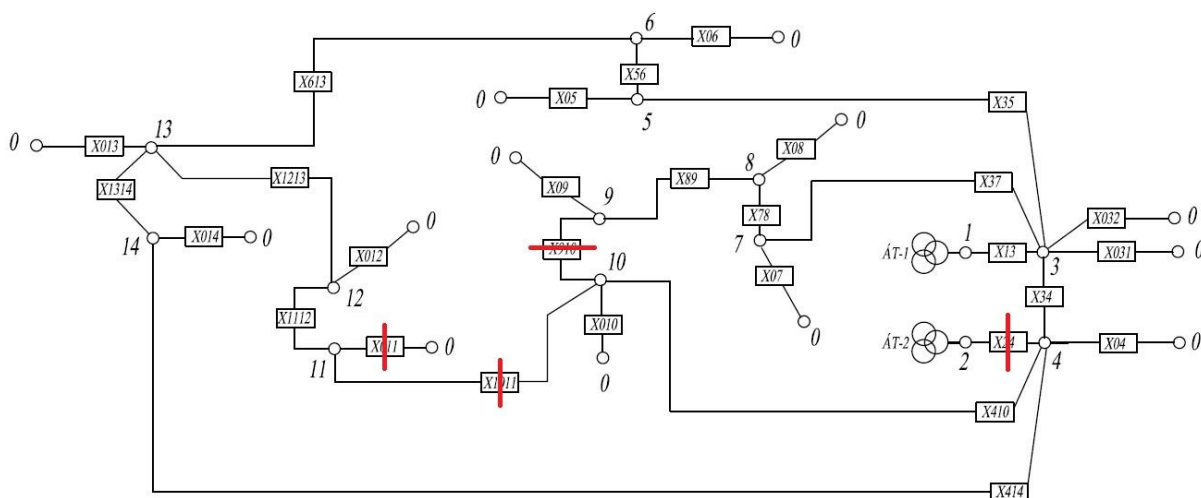 6
X06
0
X613
X56
0
X05
5
X35
0
X013
13
X1314
X1213
14
X014
0
X012
0
12
X1112
11
X011
0
X1911
0
X09
9
X89
8
X08
0
X78
7
X07
0
X37
X910
10
X010
0
ÁT-1
1
X13
3
X032
0
X031
0
X34
ÁT-2
2
X24
4
X04
0
X410
X414